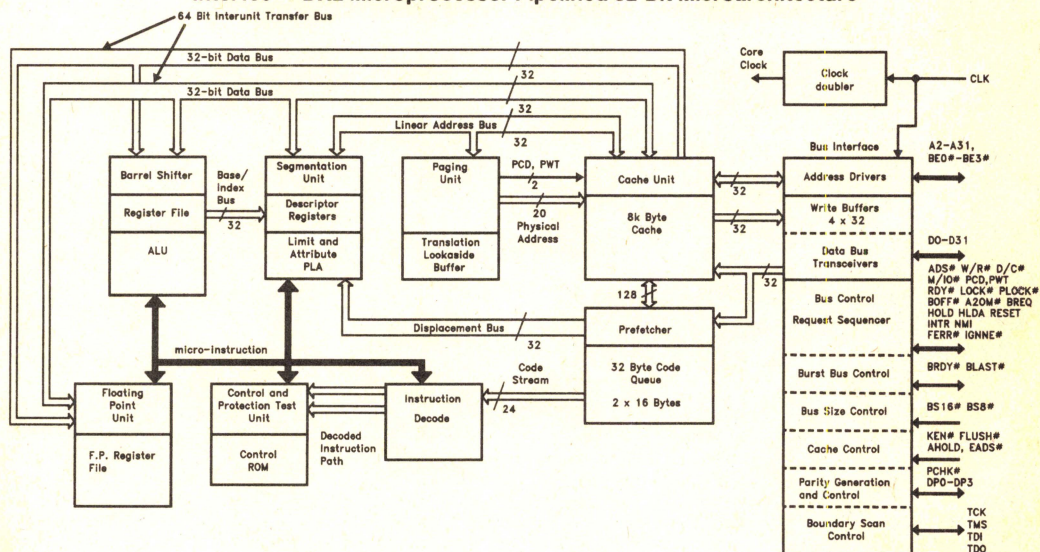 64 Bit Interunit Transfer Bus
32-bit Data Bus
32
32-bit Data Bus
32
32
Linear Address Bus
32
Core
Clock
Clock
doubler
CLK
Barrel Shifter
Register File
ALU
Base/
Index
Bus
32
Segmentation
Unit
Descriptor
Registers
Limit and
Attribute
PLA
Paging
Unit
Translation
Lookaside
Buffer
PCD, PWT
2
20
Physical
Address
Cache Unit
8k Byte
Cache
32
32
32
128
Displacement Bus
32
Prefetcher
32 Byte Code
Queue
2 x 16 Bytes
micro-instruction
Code
Stream
24
Floating
Point
Unit
F.P. Register
File
Control and
Protection Test
Unit
Control
ROM
Decoded
Instruction
Path
Instruction
Decode
Bus Interface
Address Drivers
Write Buffers
4 x 32
Data Bus
Transceivers
Bus Control
Request Sequencer
Burst Bus Control
Bus Size Control
Cache Control
Parity Generation
and Control
Boundary Scan
Control
A2-A31,
BE0#-BE3#
D0-D31
ADS# W/R# D/C#
M/IO# PCD,PWT
RDY# LOCK# PLOCK#
BOFF# A20M# BREQ
HOLD HLDA RESET
INTR NMI
FERR# IGNNE#
BRDY# BLAST#
BS16# BS8#
KEN# FLUSH#
AHOLD, EADS#
PCHK#
DP0-DP3
TCK
TMS
TDI
TDO